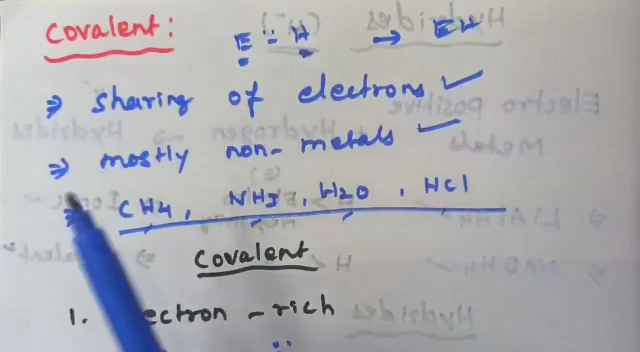 Covalent:
E H → EH
⇒ sharing of electrons ✓
⇒ mostly non-metals ✓
CH4, NH3, H2O, HCl
Covalent
1. ectron-rich